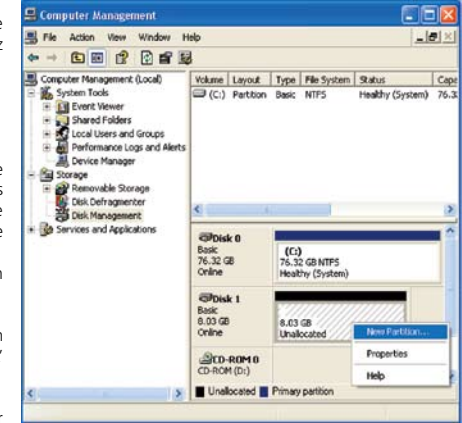 Computer Management
File Action View Window Help
Computer Management (Local)
System Tools
Event Viewer
Shared Folders
Local Users and Groups
Performance Logs and Alerts
Device Manager
Storage
Removable Storage
Disk Defragmenter
Disk Management
Services and Applications
Volume Layout Type File System Status Capa
(C:) Partition Basic NTFS Healthy (System) 76.3
Disk 0
Basic
76.32 GB
Online
(C:)
76.32 GB NTFS
Healthy (System)
Disk 1
Basic
8.03 GB
Online
8.03 GB
Unallocated
New Partition...
Properties
Help
CD-ROM 0
CD-ROM (D:)
Unallocated Primary partition